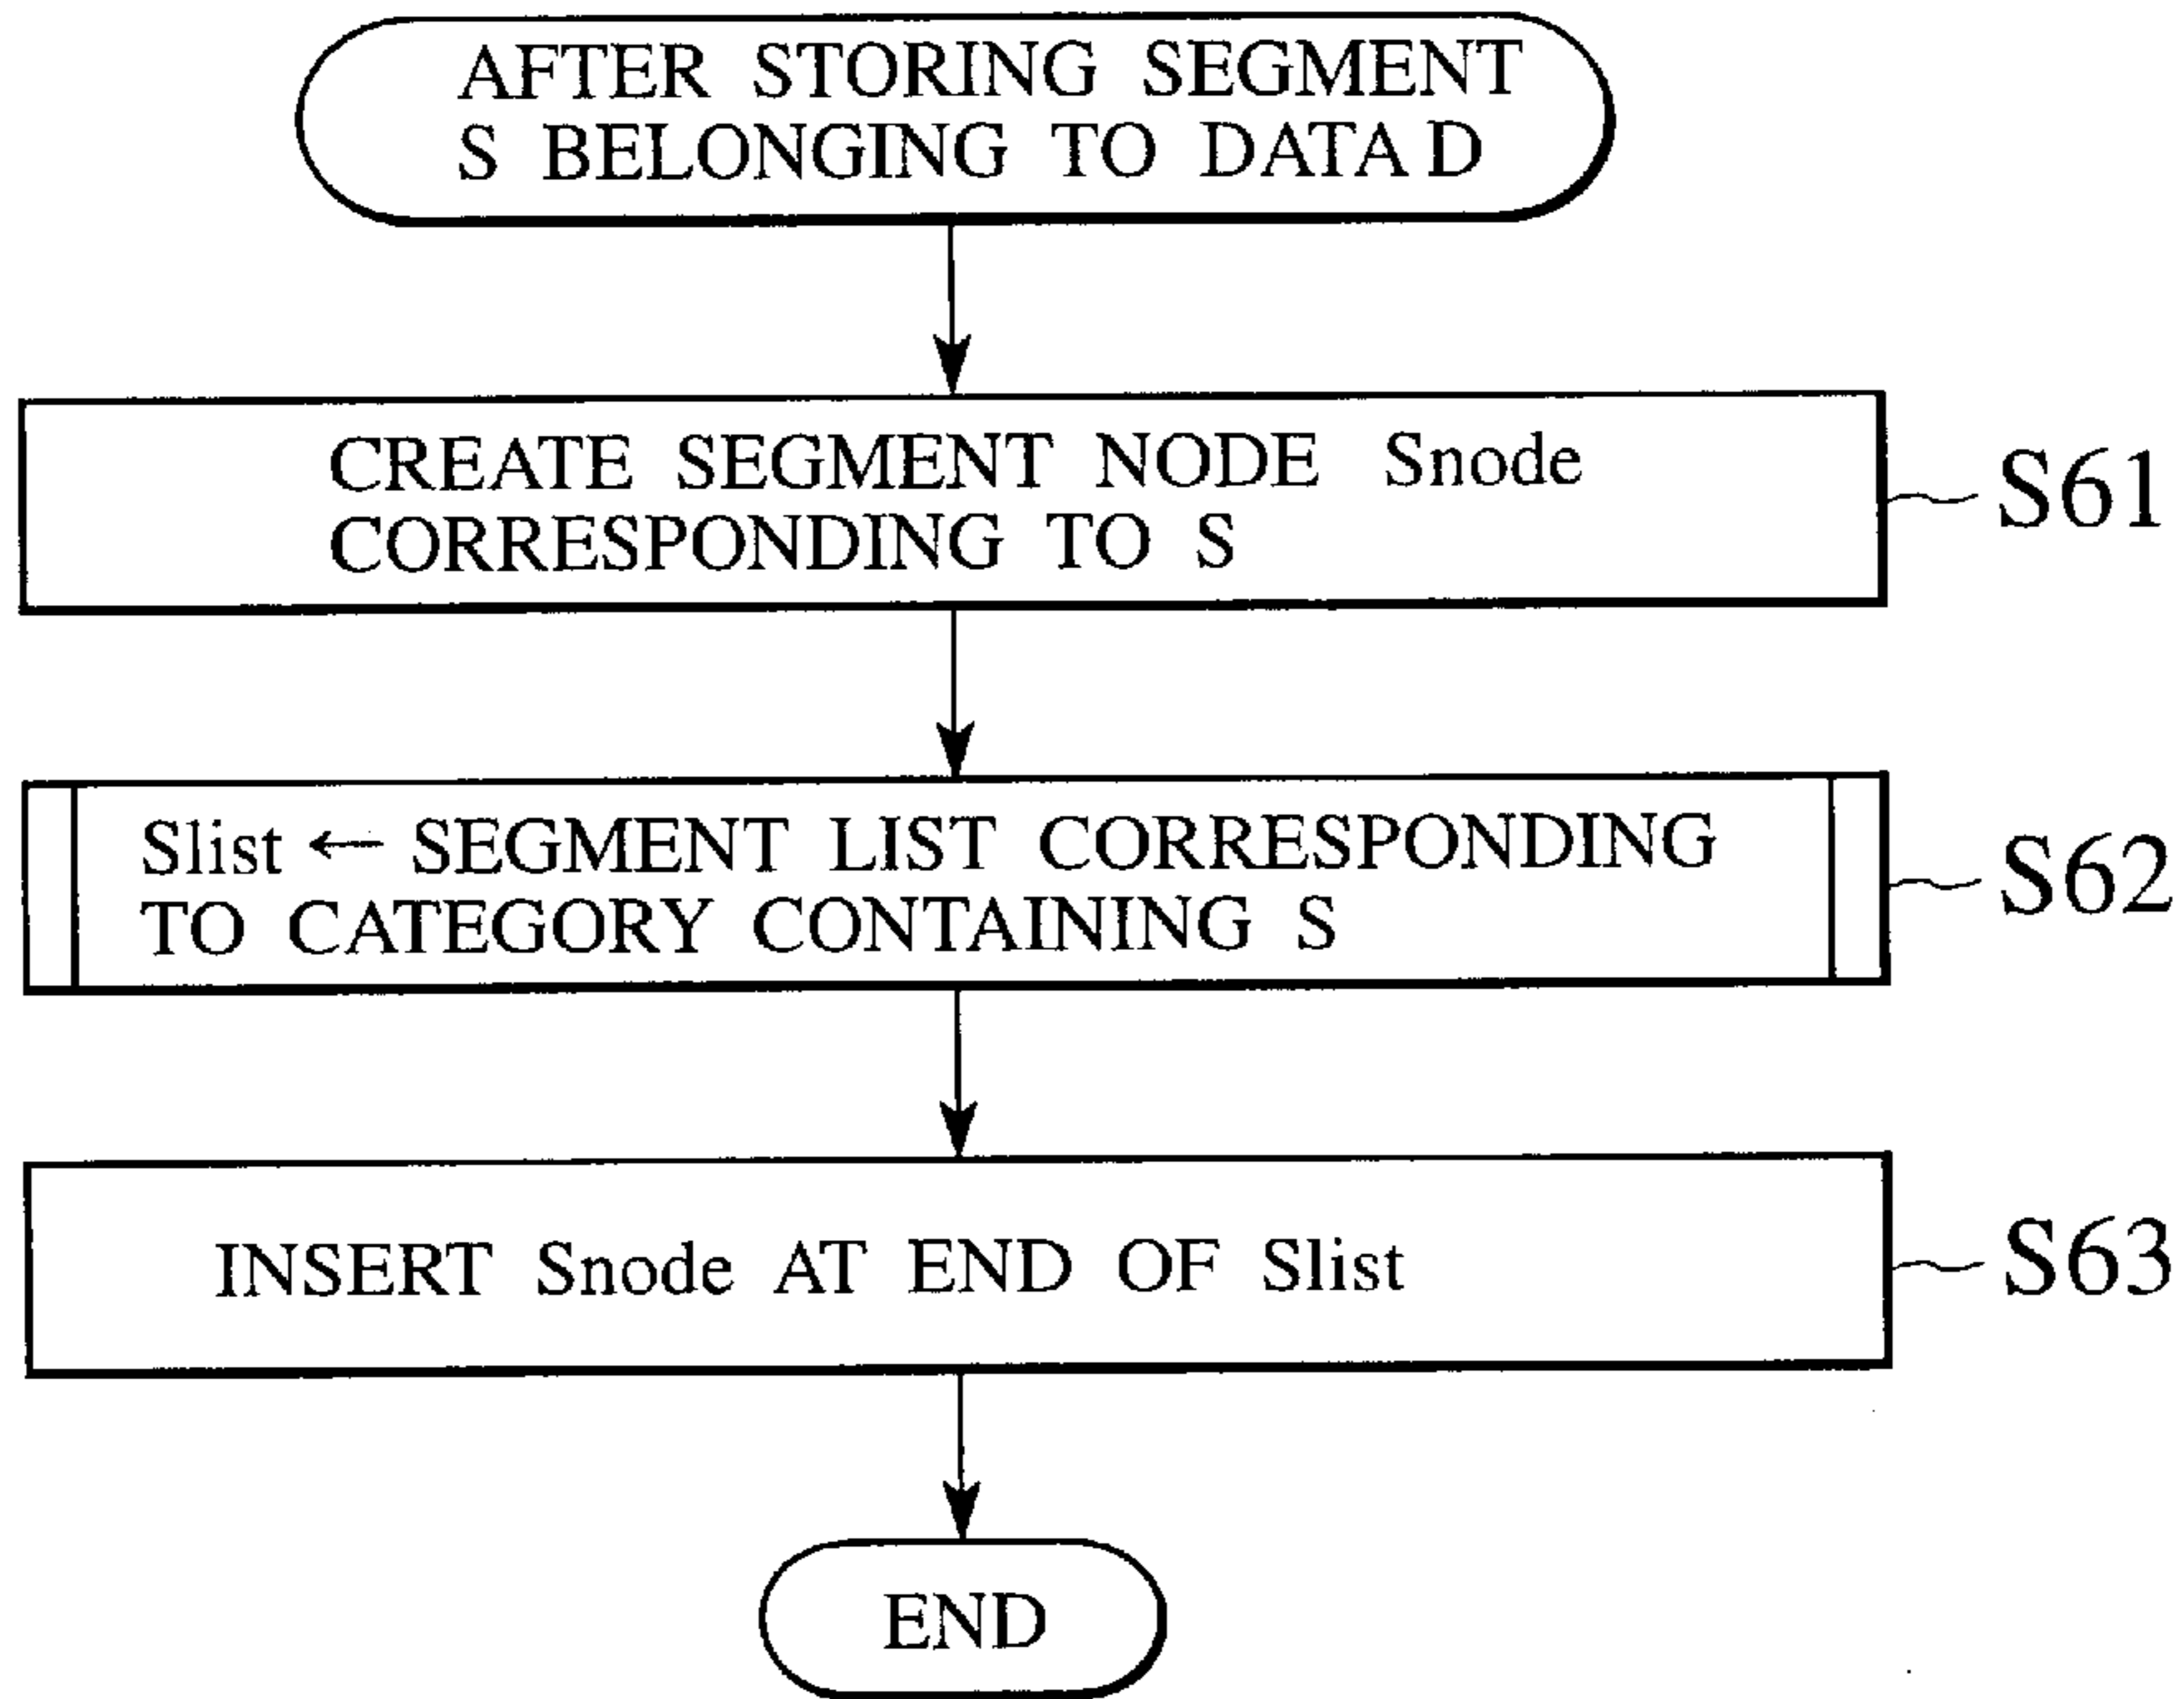 AFTER STORING SEGMENT
S BELONGING TO DATA D
CREATE SEGMENT NODE Snode
CORRESPONDING TO S
S61
Slist ← SEGMENT LIST CORRESPONDING
TO CATEGORY CONTAINING S
S62
INSERT Snode AT END OF Slist
S63
END